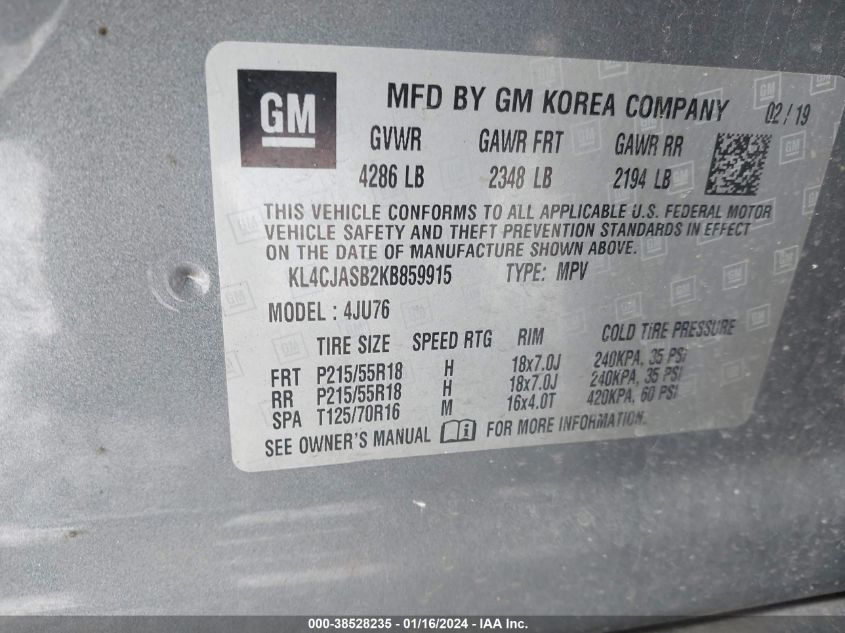 GM
MFD BY GM KOREA COMPANY 02/19
GVWR GAWR FRT GAWR RR
4286 LB 2348 LB 2194 LB
THIS VEHICLE CONFORMS TO ALL APPLICABLE U.S. FEDERAL MOTOR
VEHICLE SAFETY AND THEFT PREVENTION STANDARDS IN EFFECT
ON THE DATE OF MANUFACTURE SHOWN ABOVE.
KL4CJASB2KB859915 TYPE: MPV
MODEL : 4JU76
TIRE SIZE SPEED RTG RIM COLD TIRE PRESSURE
FRT P215/55R18 H 18x7.0J 240KPA, 35 PSI
RR P215/55R18 H 18x7.0J 240KPA, 35 PSI
SPA T125/70R16 M 16x4.0T 420KPA, 60 PSI
SEE OWNER'S MANUAL FOR MORE INFORMATION.
000-38528235 - 01/16/2024 - IAA Inc.